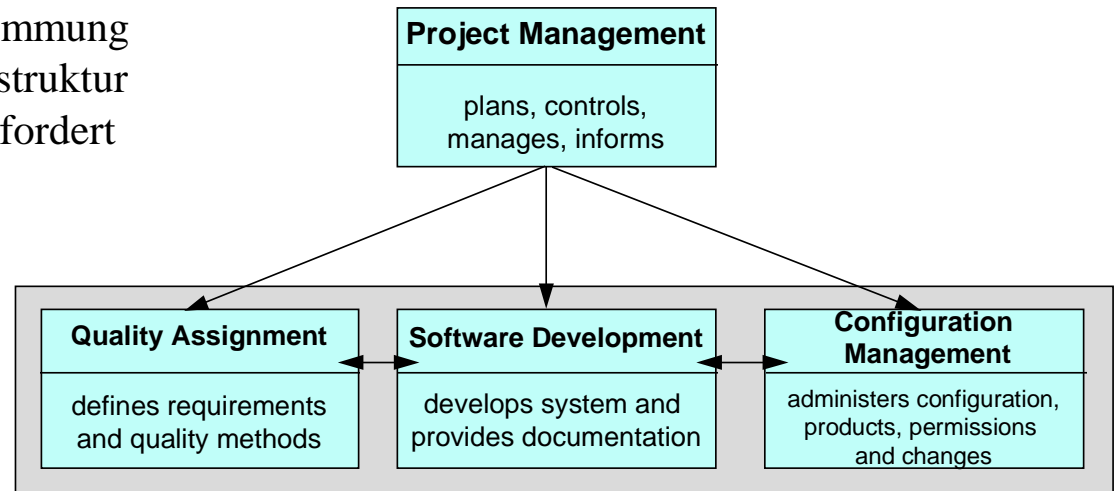 mmung
struktur
fordert
Project Management
plans, controls,
manages, informs
Quality Assignment
defines requirements
and quality methods
Software Development
develops system and
provides documentation
Configuration
Management
administers configuration,
products, permissions
and changes